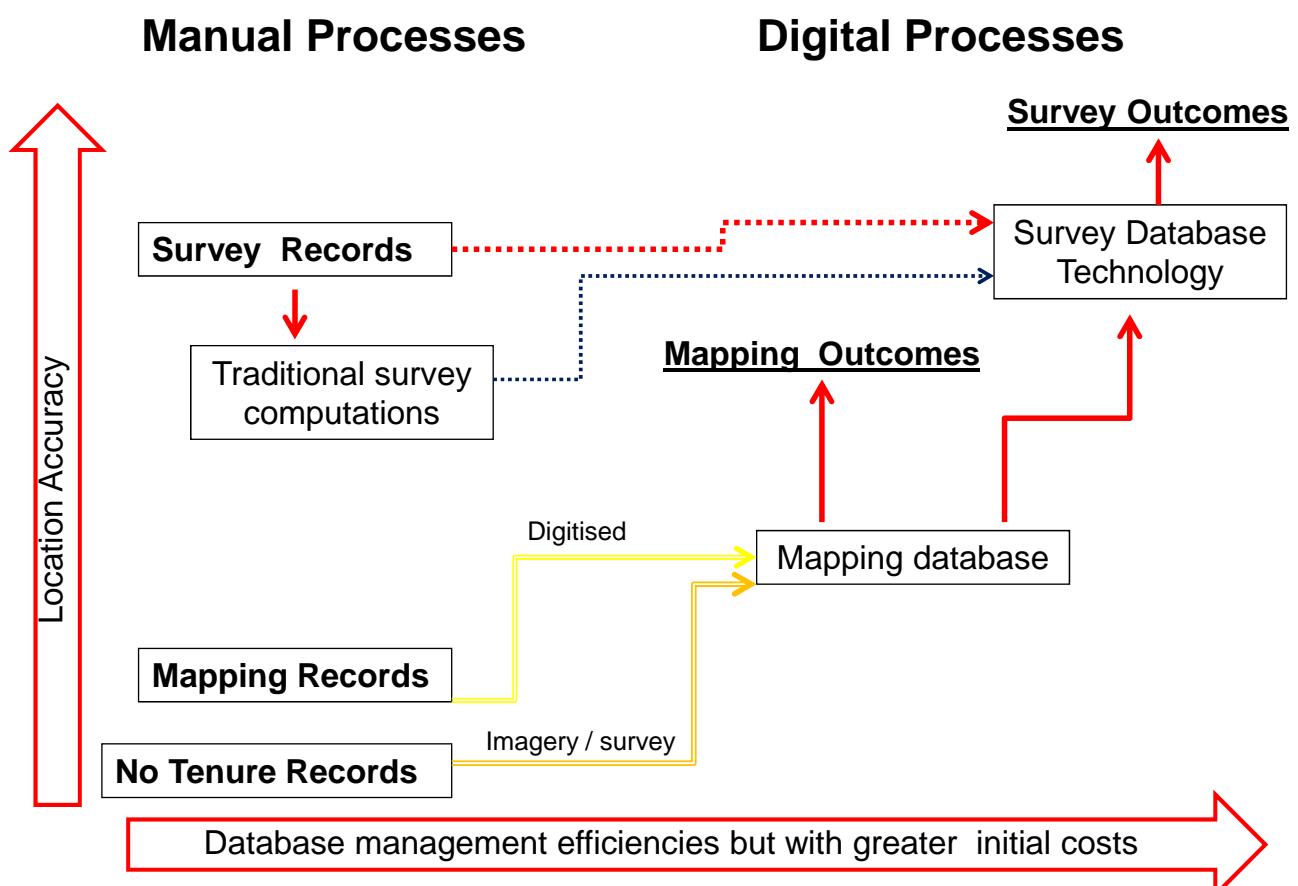 Manual Processes
Digital Processes
Survey Outcomes
Survey Records
Survey Database
Technology
Traditional survey
computations
Mapping Outcomes
Location Accuracy
Digitised
Mapping database
Mapping Records
Imagery / survey
No Tenure Records
Database management efficiencies but with greater initial costs